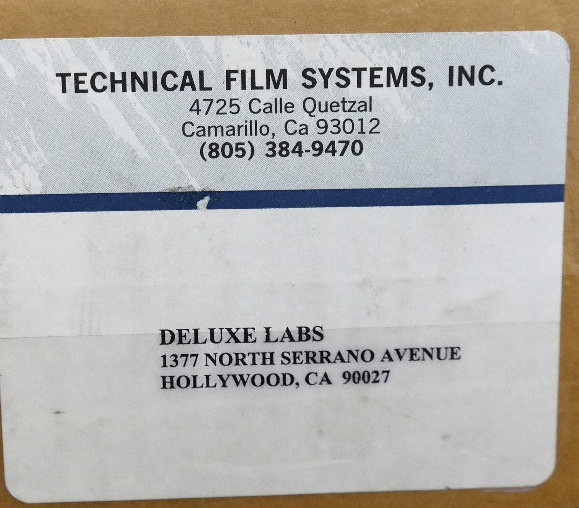 TECHNICAL FILM SYSTEMS, INC.
4725 Calle Quetzal
Camarillo, Ca 93012
(805) 384-9470
DELUXE LABS
1377 NORTH SERRANO AVENUE
HOLLYWOOD, CA 90027